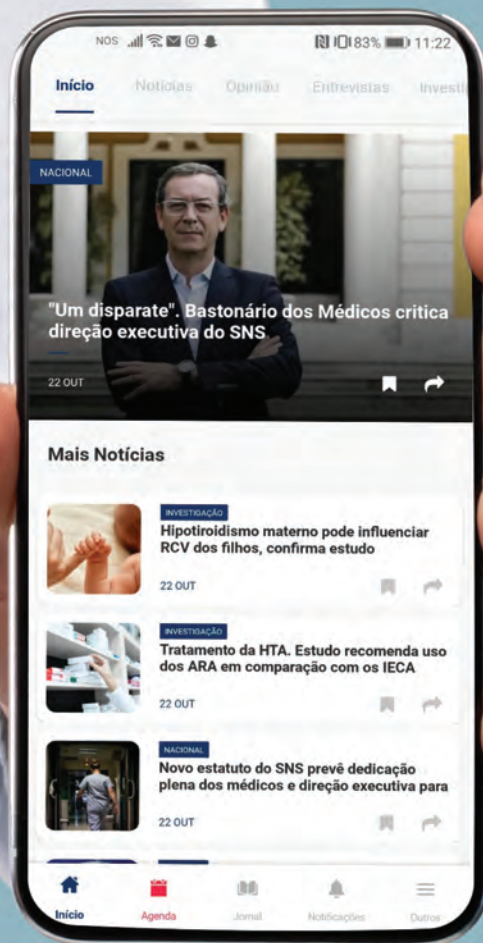 NOS
83% 11:22
Início Notícias Opinião Entrevistas Investi
NACIONAL
"Um disparate". Bastonário dos Médicos critica
direção executiva do SNS
22 OUT
Mais Notícias
INVESTIGAÇÃO
Hipotiroidismo materno pode influenciar
RCV dos filhos, confirma estudo
22 OUT
INVESTIGAÇÃO
Tratamento da HTA. Estudo recomenda uso
dos ARA em comparação com os IECA
22 OUT
NACIONAL
Novo estatuto do SNS prevê dedicação
plena dos médicos e direção executiva para
22 OUT
Início Agenda Jornal Notificações Outros